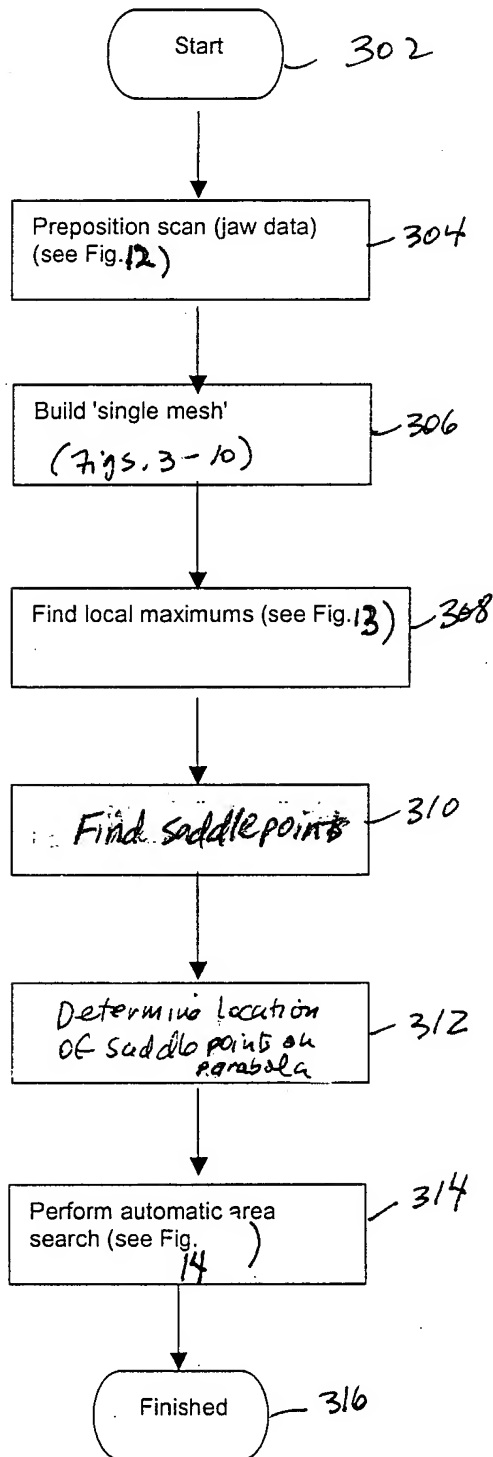 Start
302
Preposition scan (jaw data)
(see Fig.12)
304
Build 'single mesh'
(Figs. 3-10)
306
Find local maximums (see Fig.13)
308
Find saddle points
310
Determine location
of saddle points on
parabola
312
Perform automatic area
search (see Fig.
14)
314
Finished
316